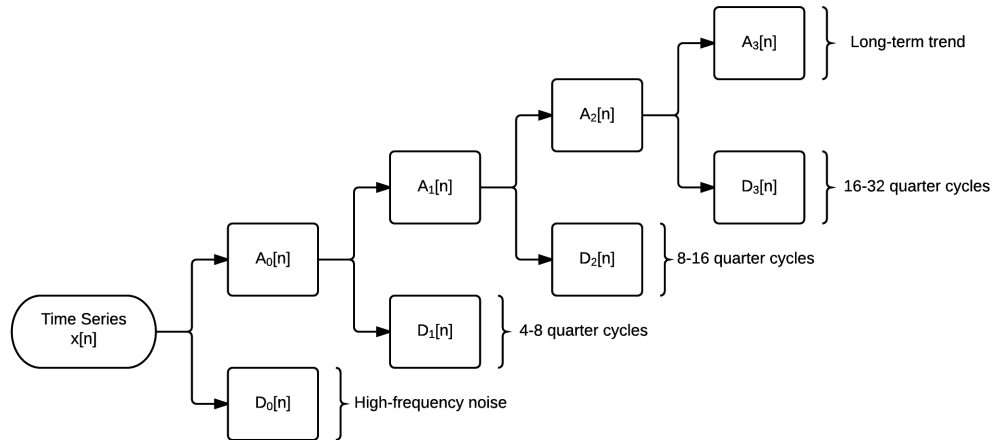 A₃[n]
Long-term trend
A₂[n]
A₁[n]
D₃[n]
16-32 quarter cycles
A₀[n]
D₂[n]
8-16 quarter cycles
Time Series
x[n]
D₁[n]
4-8 quarter cycles
D₀[n]
High-frequency noise